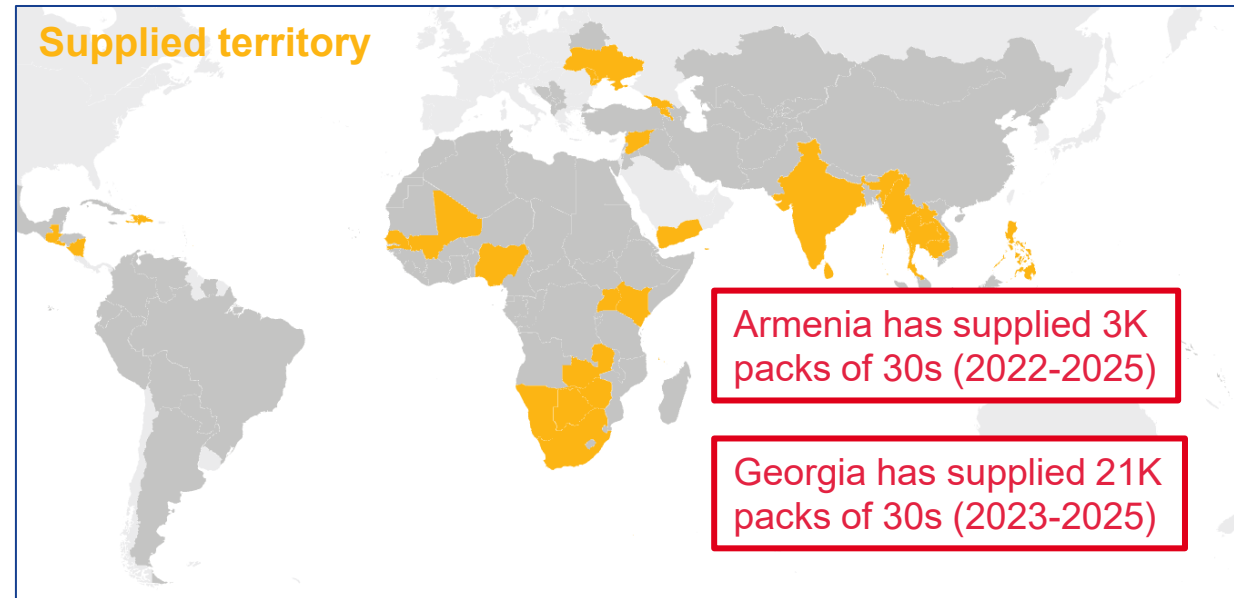 Supplied territory
Armenia has supplied 3K
packs of 30s (2022-2025)
Georgia has supplied 21K
packs of 30s (2023-2025)